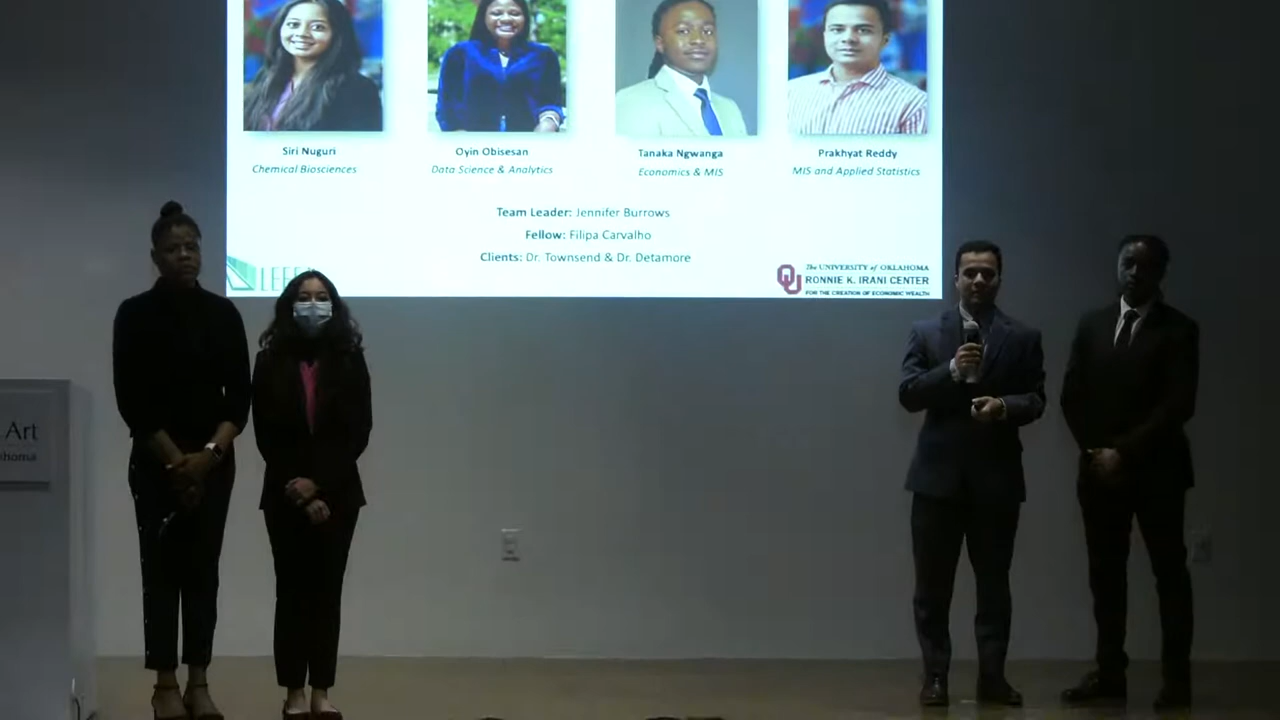 Siri Nuguri
Chemical Biosciences
Oyin Obisesan
Data Science & Analytics
Tanaka Ngwanga
Economics & MIS
Prakhyat Reddy
MIS and Applied Statistics
Team Leader: Jennifer Burrows
Fellow: Filipa Carvalho
Clients: Dr. Townsend & Dr. Detamore
The UNIVERSITY of OKLAHOMA
RONNIE K. IRANI CENTER
FOR THE CREATION OF ECONOMIC WEALTH
Art
homa